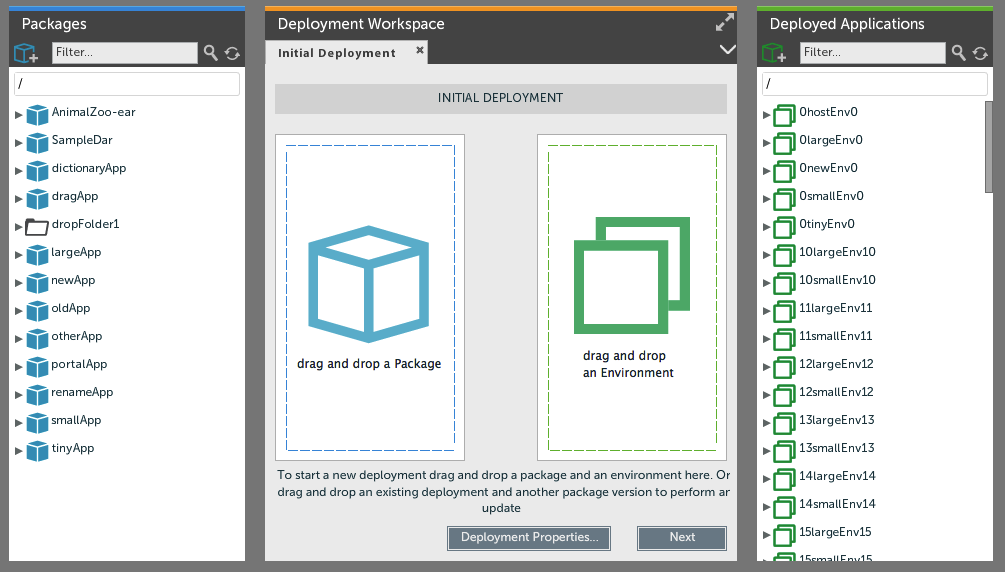 Packages
Filter...
/
AnimalZoo-ear
SampleDar
dictionaryApp
dragApp
dropFolder1
largeApp
newApp
oldApp
otherApp
portalApp
renameApp
smallApp
tinyApp
Deployment Workspace
Initial Deployment
INITIAL DEPLOYMENT
drag and drop a Package
drag and drop
an Environment
To start a new deployment drag and drop a package and an environment here. Or
drag and drop an existing deployment and another package version to perform an
update
Deployment Properties...
Next
Deployed Applications
Filter...
/
0hostEnv0
0largeEnv0
0newEnv0
0smallEnv0
0tinyEnv0
10largeEnv10
10smallEnv10
11largeEnv11
11smallEnv11
12largeEnv12
12smallEnv12
13largeEnv13
13smallEnv13
14largeEnv14
14smallEnv14
15largeEnv15
15smallEnv15